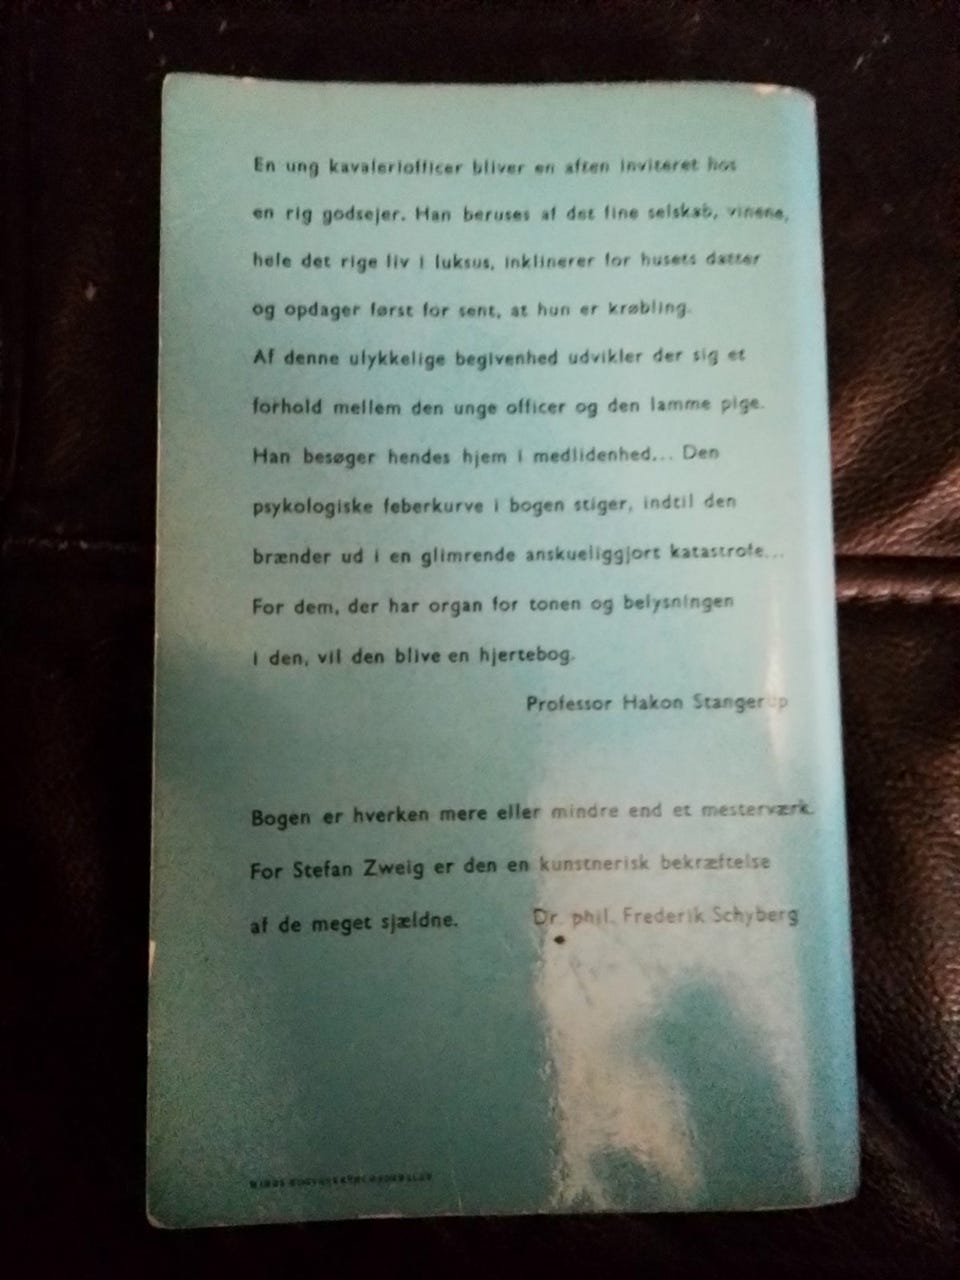 En ung kavaleriofficer bliver en aften inviteret hos
en rig godsejer. Han beruses af det fine selskab, vinene,
hele det rige liv i luksus, inklinerer for husets datter
og opdager først for sent, at hun er krøbling.
Af denne ulykkelige begivenhed udvikler der sig et
forhold mellem den unge officer og den lamme pige.
Han besøger hendes hjem i medlidenhed... Den
psykologiske feberkurve i bogen stiger, indtil den
brænder ud i en glimrende anskueliggjort katastrofe...
For dem, der har organ for tonen og belysningen
i den, vil den blive en hjertebog.
Professor Hakon Stangerup
Bogen er hverken mere eller mindre end et mesterværk.
For Stefan Zweig er den en kunstnerisk bekræftelse
af de meget sjældne. Dr. phil. Frederik Schyberg